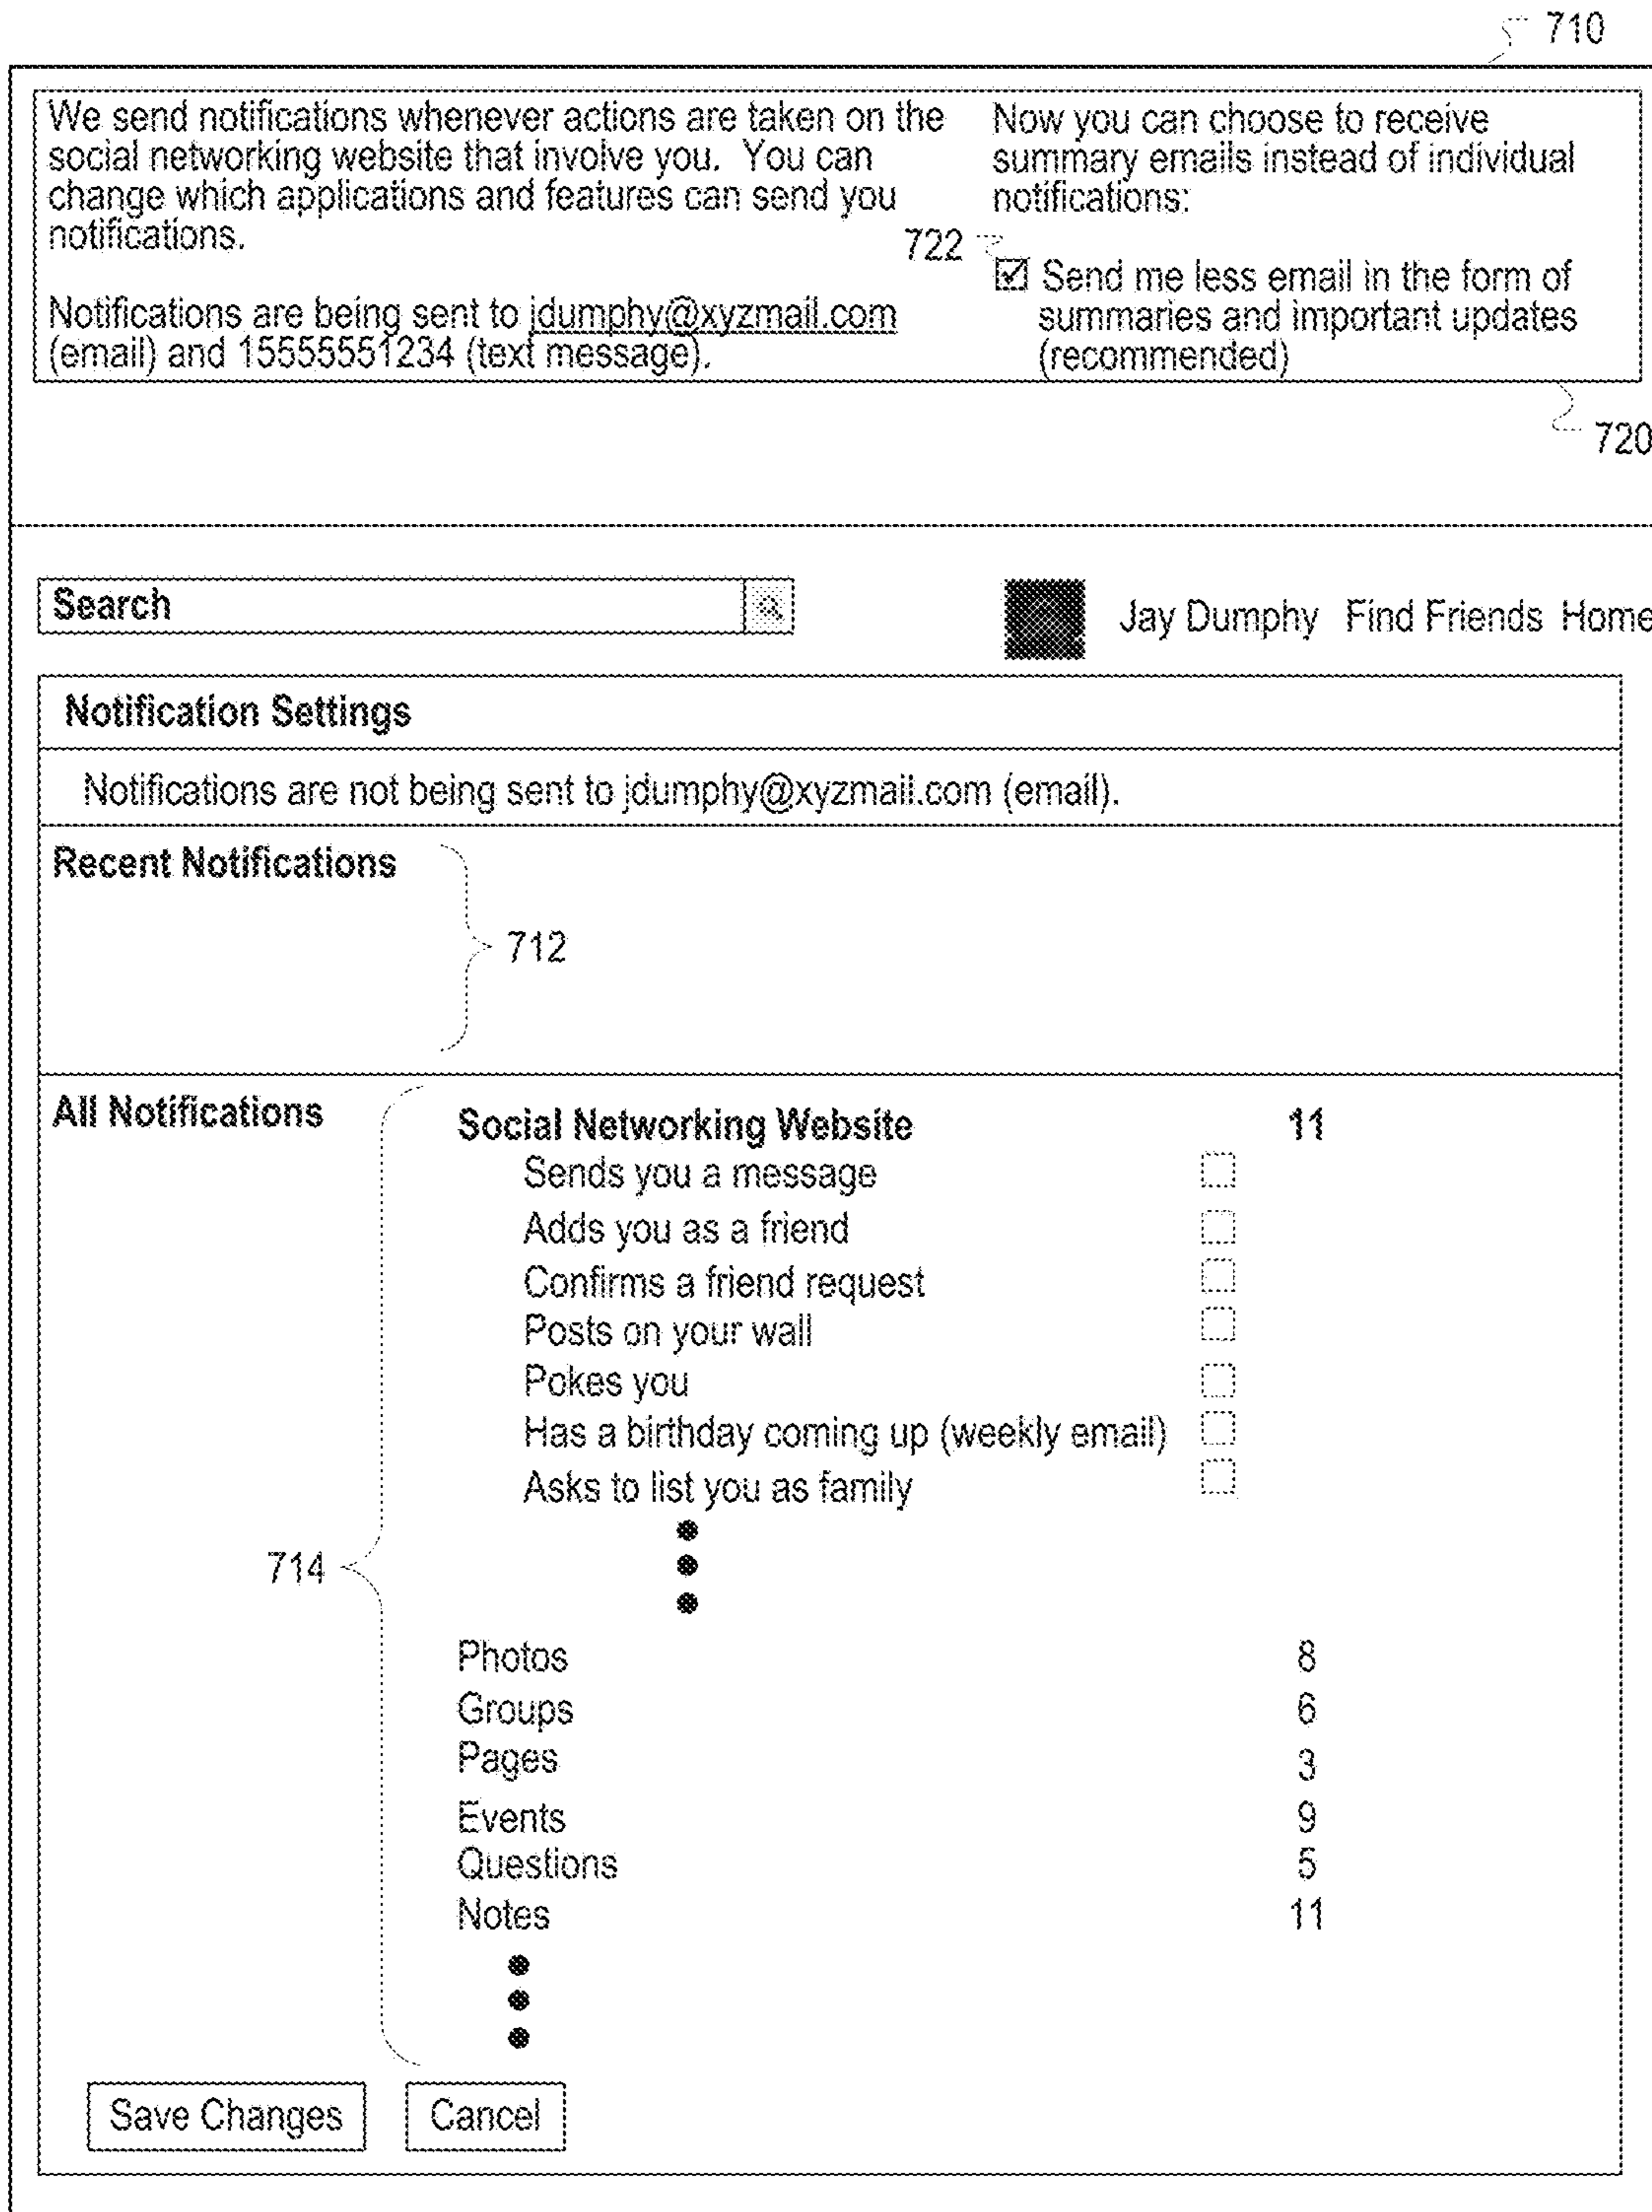 710
We send notifications whenever actions are taken on the
social networking website that involve you. You can
change which applications and features can send you
notifications.
Notifications are being sent to jdumphy@xyzmail.com
(email) and 15555551234 (text message).
Now you can choose to receive
summary emails instead of individual
notifications:
722
☑ Send me less email in the form of
summaries and important updates
(recommended)
720
Search
Jay Dumphy Find Friends Home
Notification Settings
Notifications are not being sent to jdumphy@xyzmail.com (email).
Recent Notifications
712
All Notifications
714
Social Networking Website 11
Sends you a message
Adds you as a friend
Confirms a friend request
Posts on your wall
Pokes you
Has a birthday coming up (weekly email)
Asks to list you as family
Photos 8
Groups 6
Pages 3
Events 9
Questions 5
Notes 11
Save Changes Cancel